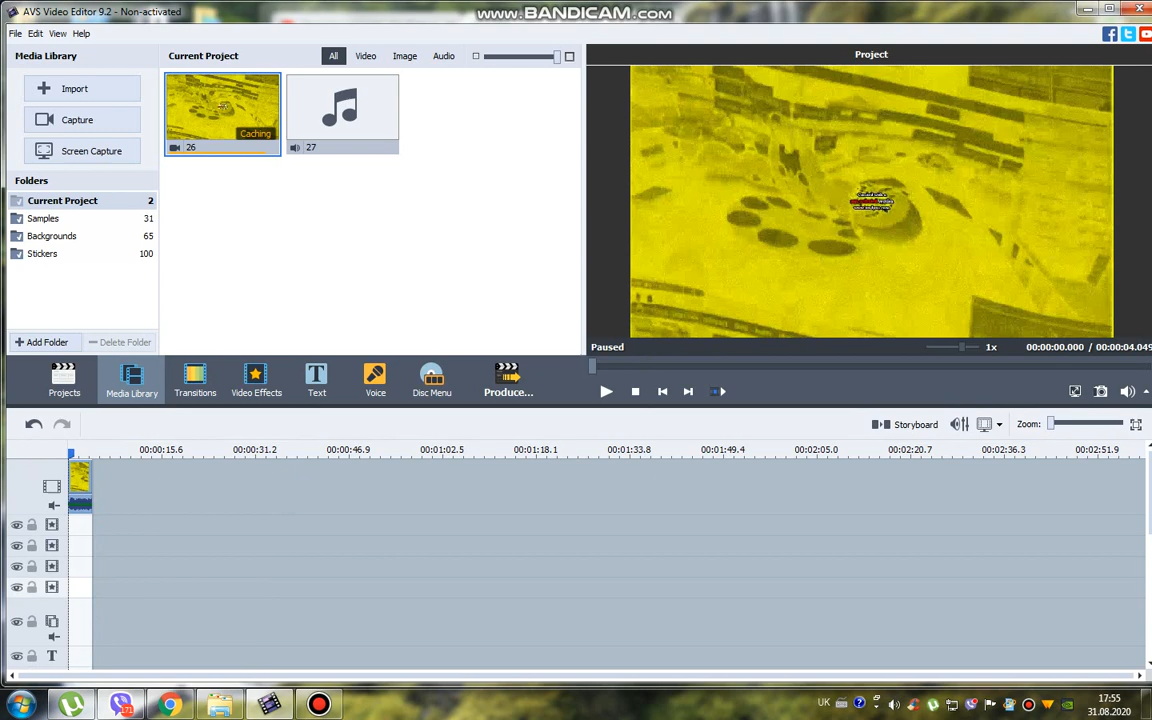 AVS Video Editor 9.2 - Non-activated
www.BANDICAM.com
File Edit View Help
Media Library
Current Project
All Video Image Audio
Project
Import
Capture
Screen Capture
Caching
26
27
Folders
Current Project 2
Samples 31
Backgrounds 65
Stickers 100
Add Folder
Delete Folder
Paused
1x
00:00:00.000 / 00:00:04.049
Projects
Media Library
Transitions
Video Effects
Text
Voice
Disc Menu
Produce...
Storyboard
Zoom:
00:00:15.6 00:00:31.2 00:00:46.9 00:01:02.5 00:01:18.1 00:01:33.8 00:01:49.4 00:02:05.0 00:02:20.7 00:02:36.3 00:02:51.9
T
171
UK
17:55
31.08.2020